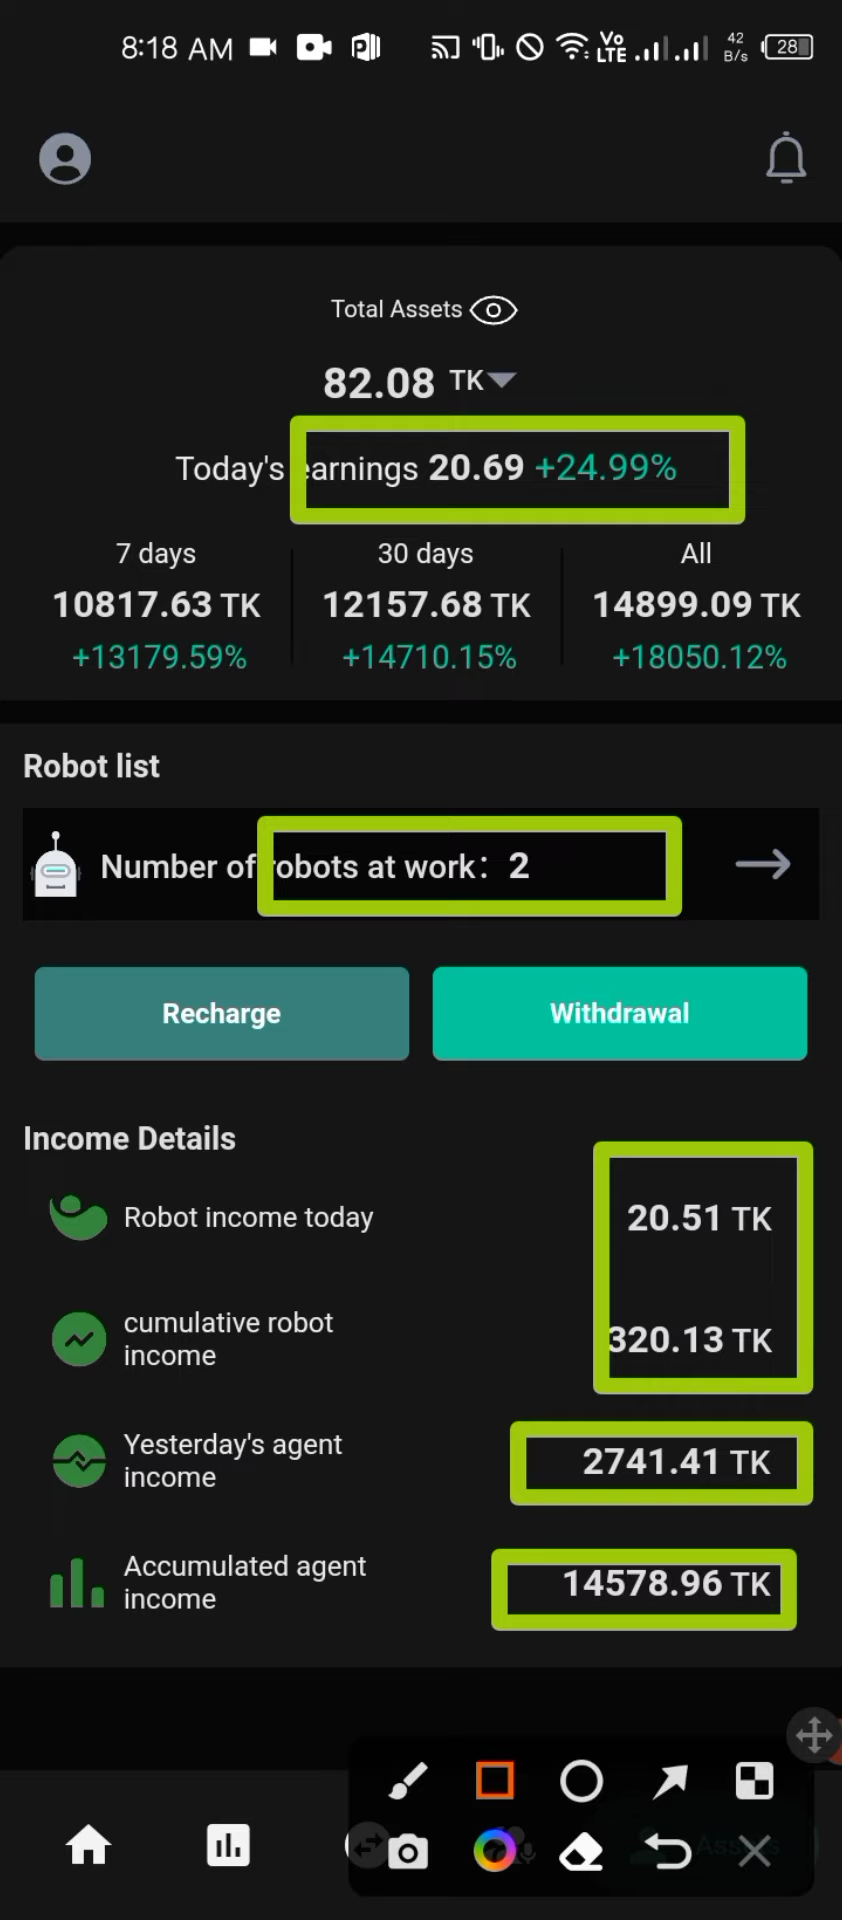 8:18 AM
Vo
LTE
42
B/s
28
Total Assets
82.08 TK
Today's earnings 20.69 +24.99%
7 days
30 days
All
10817.63 TK
12157.68 TK
14899.09 TK
+13179.59%
+14710.15%
+18050.12%
Robot list
Number of robots at work: 2
Recharge
Withdrawal
Income Details
Robot income today
20.51 TK
cumulative robot
income
320.13 TK
Yesterday's agent
income
2741.41 TK
Accumulated agent
income
14578.96 TK